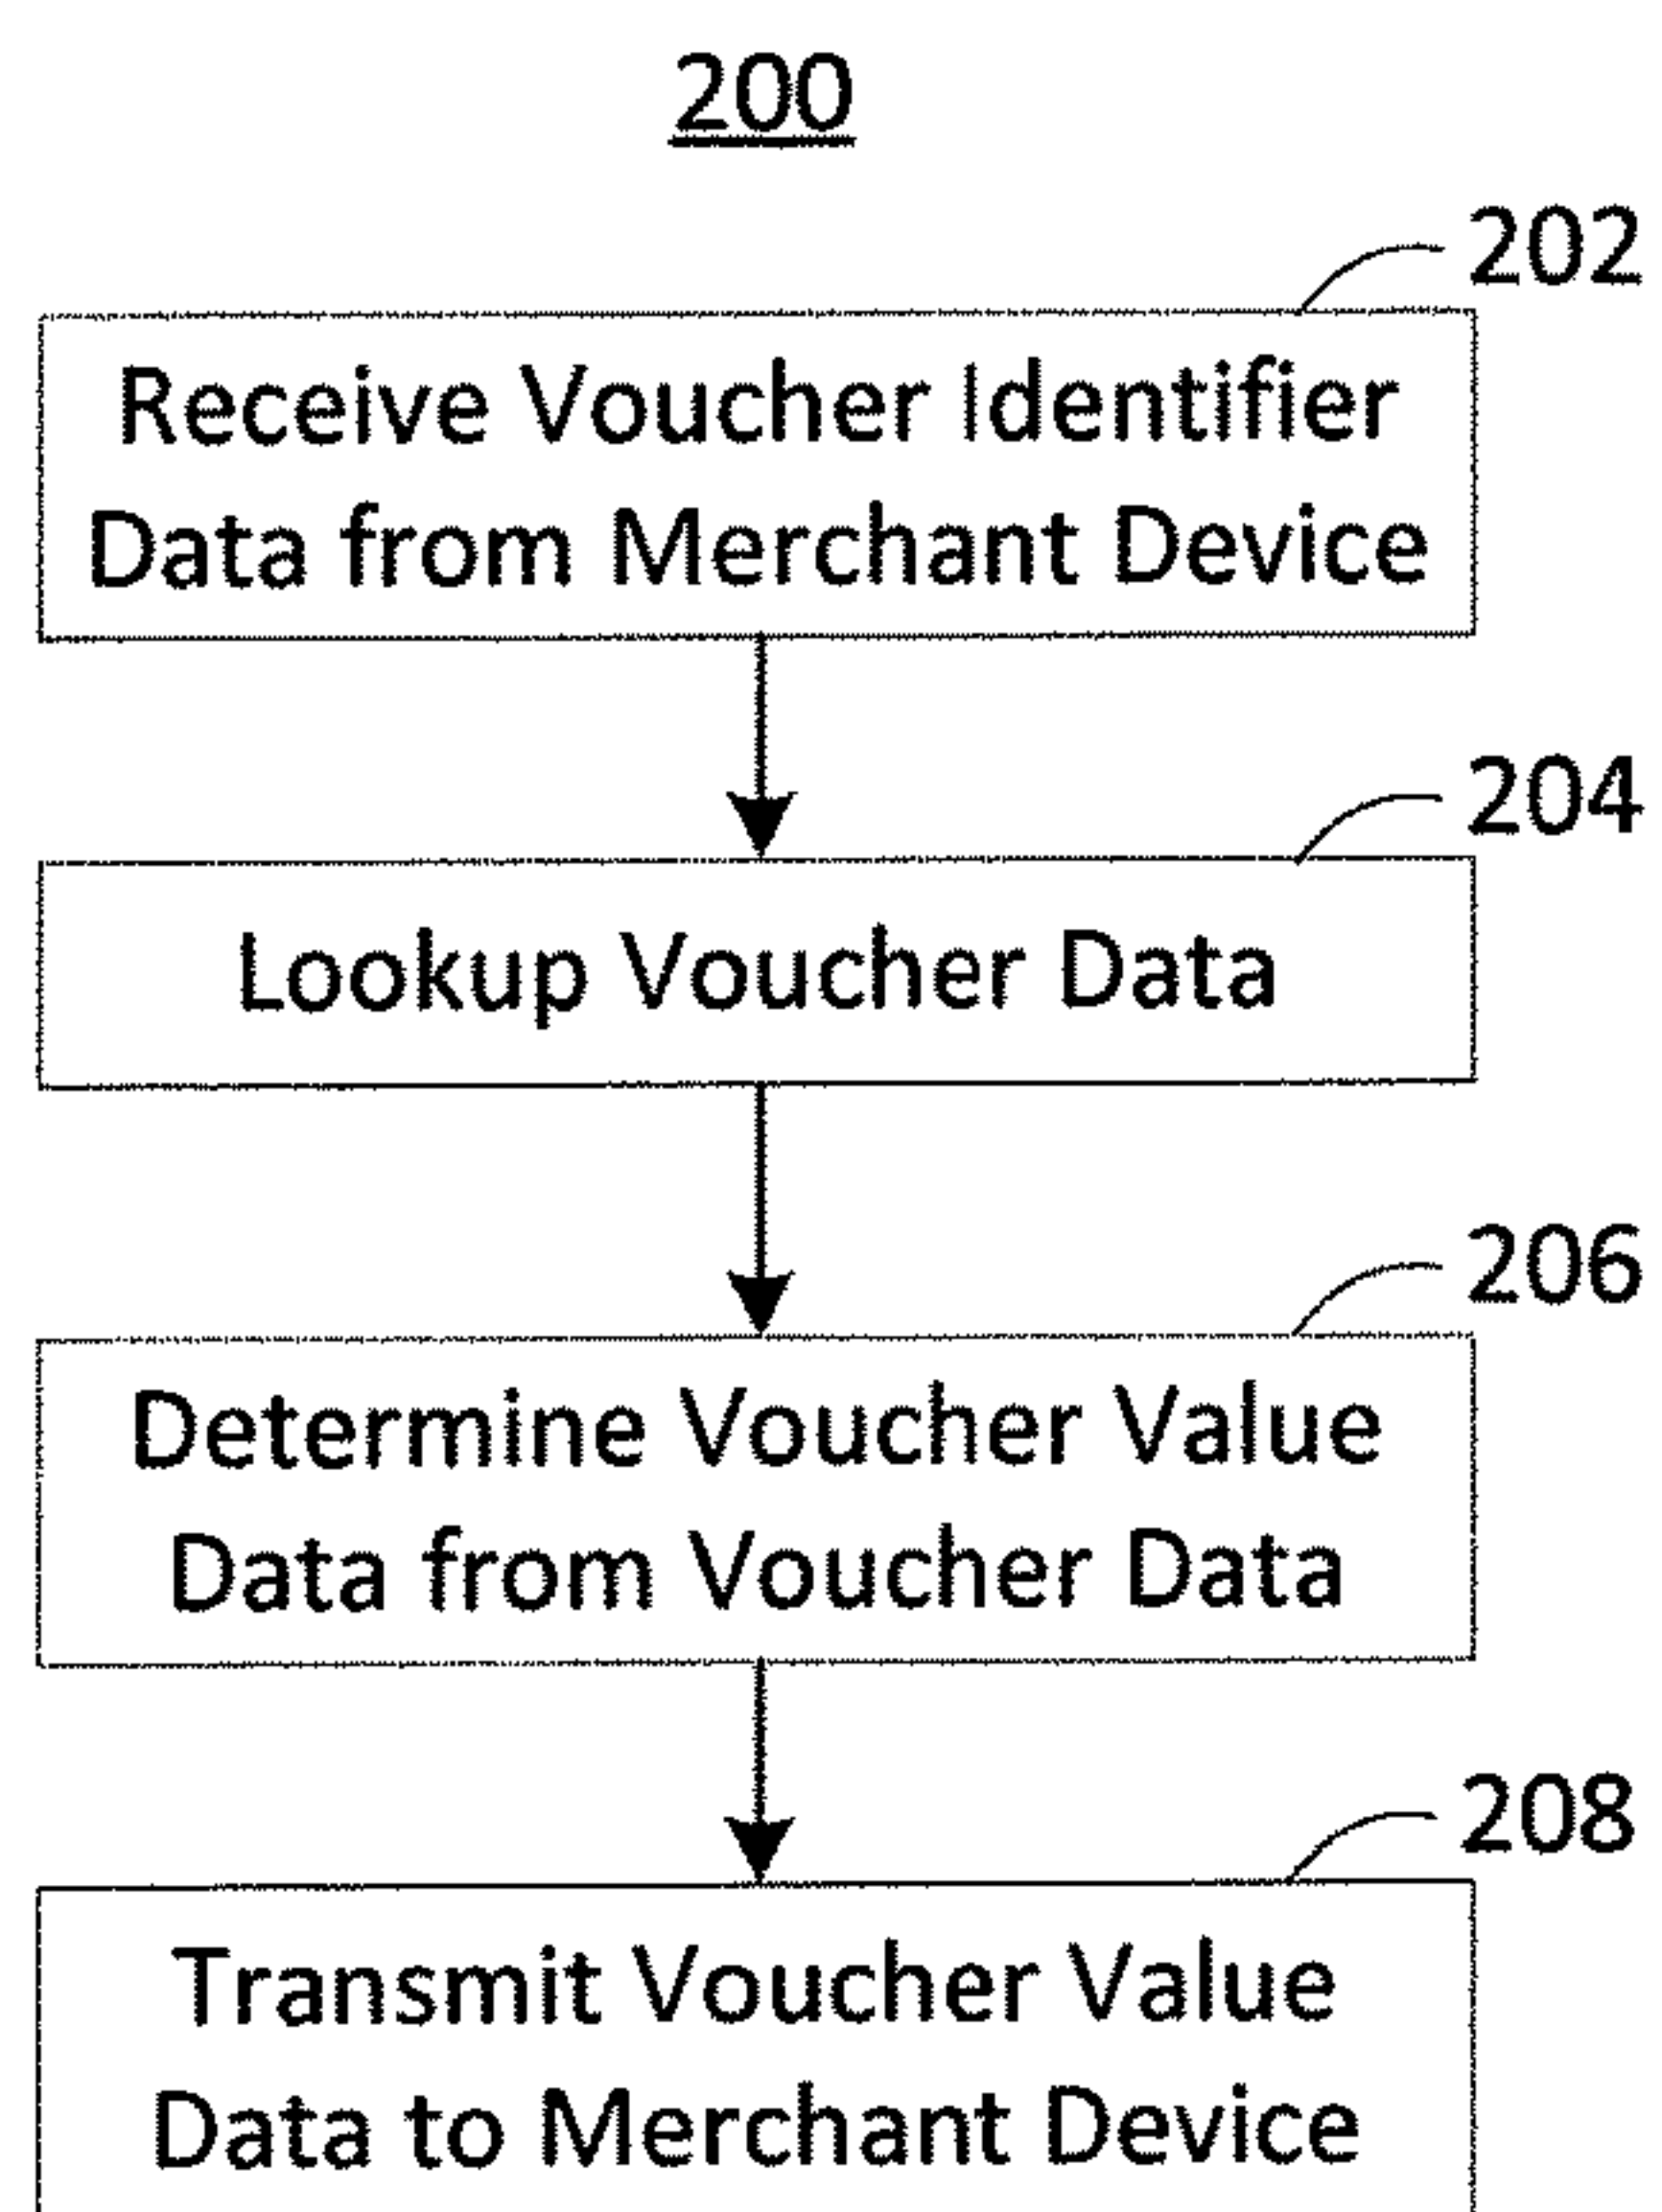 200
202
Receive Voucher Identifier
Data from Merchant Device
204
Lookup Voucher Data
206
Determine Voucher Value
Data from Voucher Data
208
Transmit Voucher Value
Data to Merchant Device